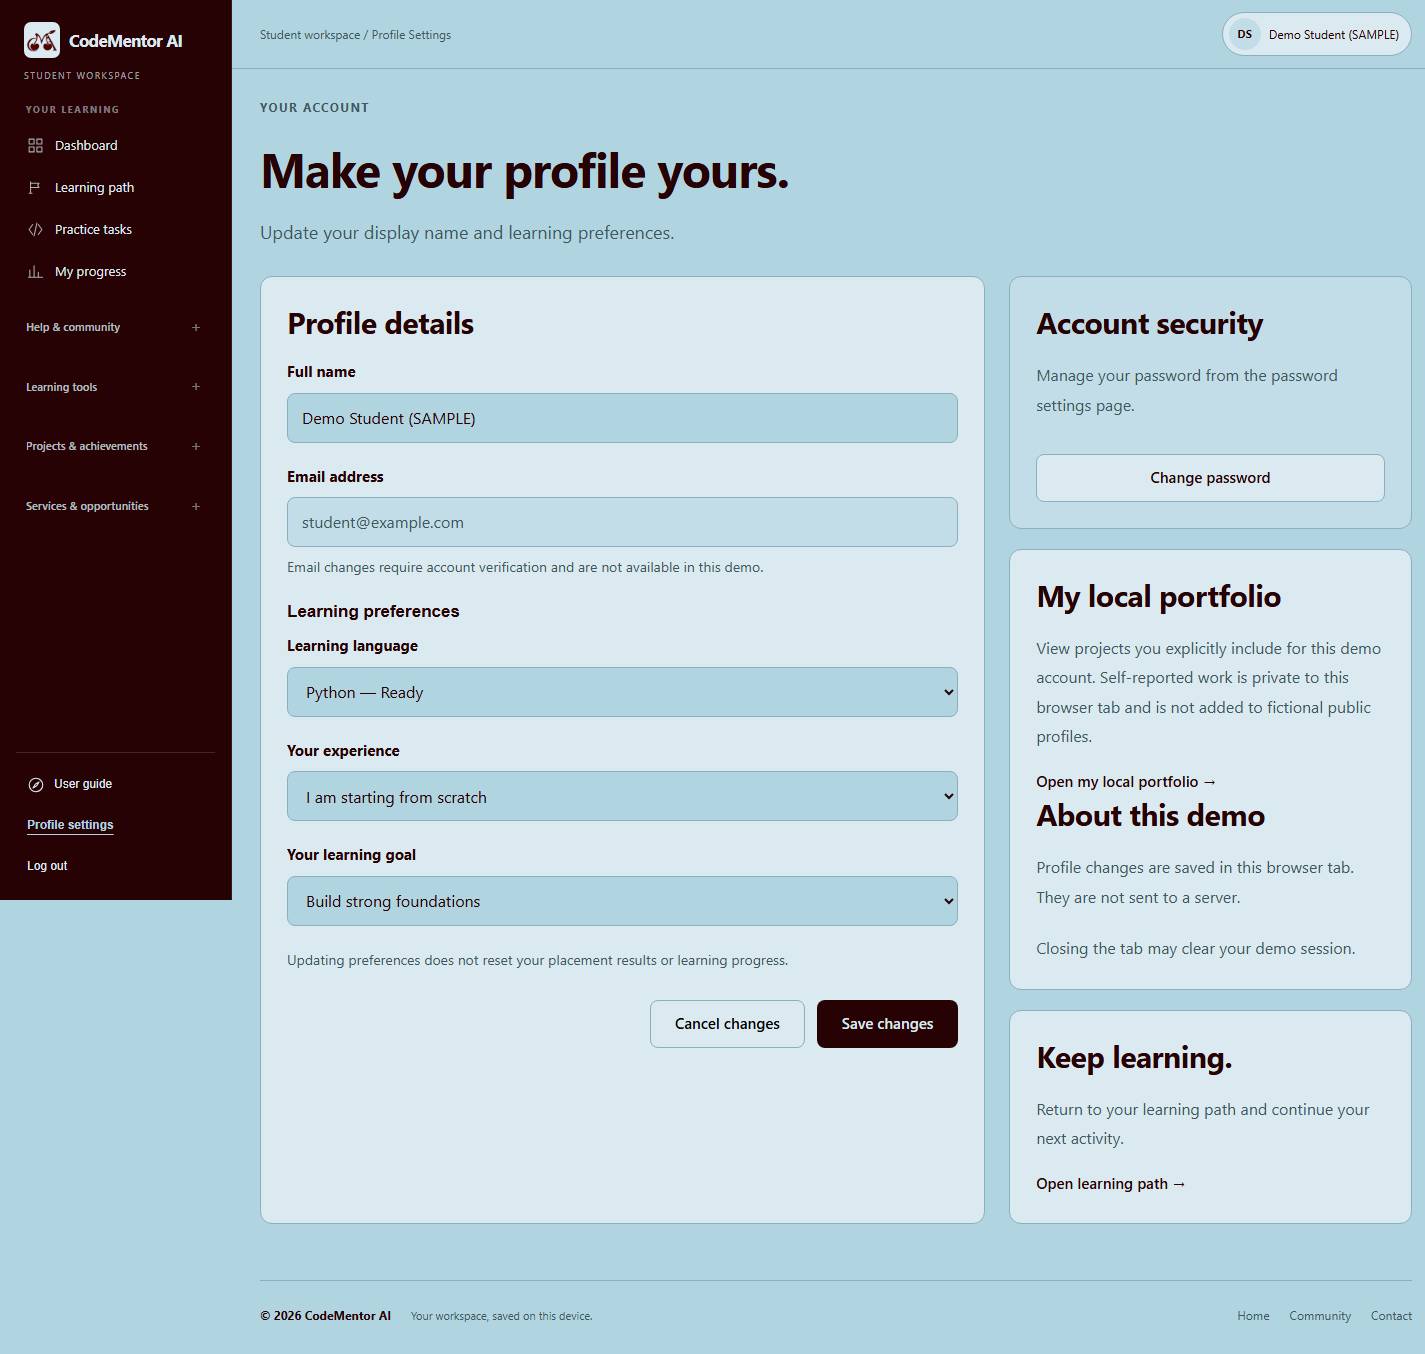 CodeMentor AI
STUDENT WORKSPACE
YOUR LEARNING
Dashboard
Learning path
Practice tasks
My progress
Help & community +
Learning tools +
Projects & achievements +
Services & opportunities +
User guide
Profile settings
Log out
Student workspace / Profile Settings
DS Demo Student (SAMPLE)
YOUR ACCOUNT
Make your profile yours.
Update your display name and learning preferences.
Profile details
Full name
Demo Student (SAMPLE)
Email address
student@example.com
Email changes require account verification and are not available in this demo.
Learning preferences
Learning language
Python — Ready
Your experience
I am starting from scratch
Your learning goal
Build strong foundations
Updating preferences does not reset your placement results or learning progress.
Cancel changes
Save changes
Account security
Manage your password from the password
settings page.
Change password
My local portfolio
View projects you explicitly include for this demo
account. Self-reported work is private to this
browser tab and is not added to fictional public
profiles.
Open my local portfolio →
About this demo
Profile changes are saved in this browser tab.
They are not sent to a server.
Closing the tab may clear your demo session.
Keep learning.
Return to your learning path and continue your
next activity.
Open learning path →
© 2026 CodeMentor AI
Your workspace, saved on this device.
Home
Community
Contact